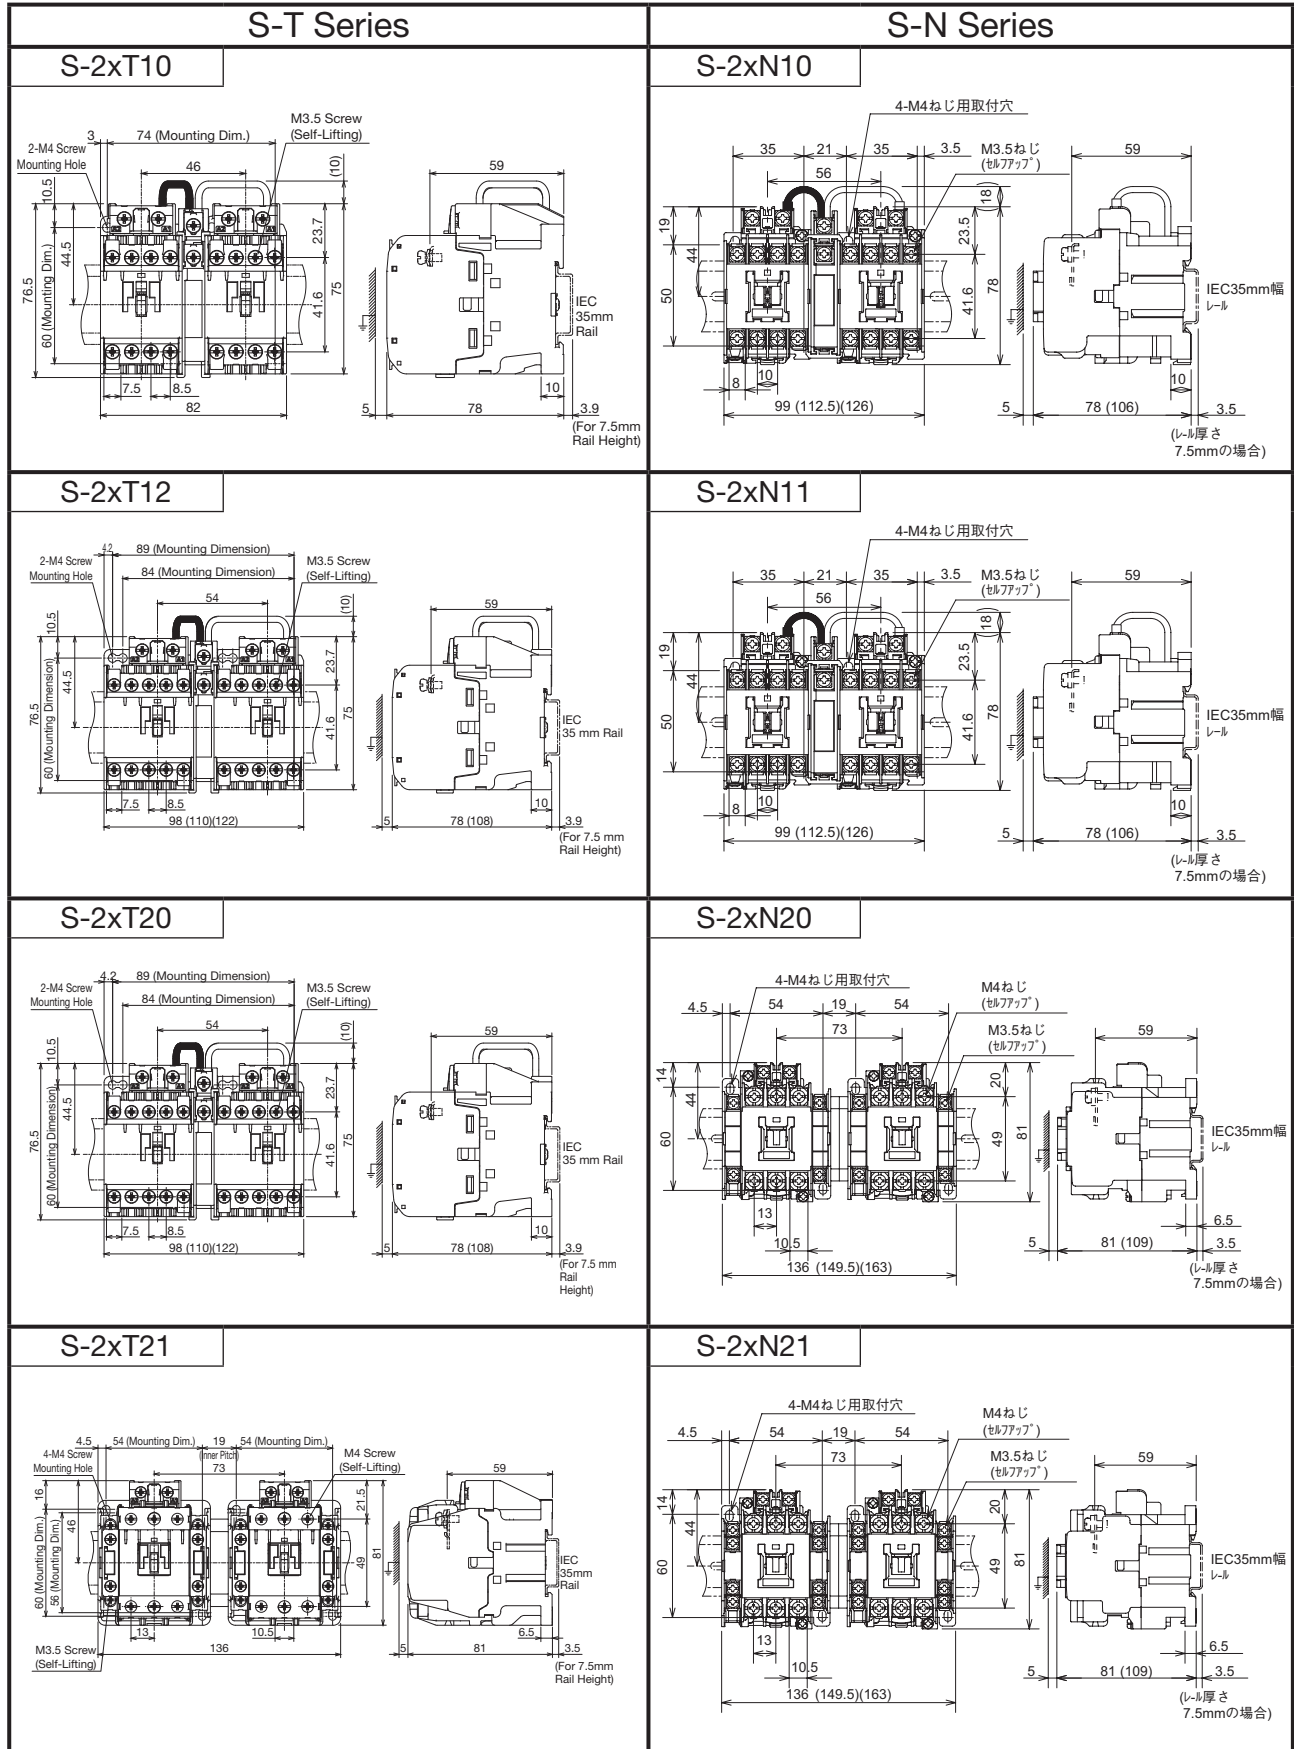 S-T Series
S-N Series
S-2xT10
2-M4 Screw
Mounting Hole
3
74 (Mounting Dim.)
M3.5 Screw
(Self-Lifting)
46
(10)
59
10.5
44.5
76.5
60 (Mounting Dim.)
A2
A1
A2
A1
23.7
41.6
75
IEC
35mm
Rail
7.5
8.5
82
10
5
78
3.9
(For 7.5mm
Rail Height)
S-2xN10
4-M4ねじ用取付穴
35
21
35
3.5
M3.5ねじ
(ｾﾙﾌｱｯﾌﾟ)
56
(18)
59
19
44
50
23.5
41.6
78
IEC35mm幅
ﾚｰﾙ
8
10
10
99 (112.5)(126)
5
78 (106)
3.5
(ﾚｰﾙ厚さ
7.5mmの場合)
S-2xT12
4.2
89 (Mounting Dimension)
2-M4 Screw
Mounting Hole
84 (Mounting Dimension)
M3.5 Screw
(Self-Lifting)
54
(10)
59
10.5
44.5
76.5
60 (Mounting Dimension)
A2
A1
A2
A1
23.7
41.6
75
IEC
35 mm Rail
7.5
8.5
10
98 (110)(122)
5
78 (108)
3.9
(For 7.5 mm
Rail Height)
S-2xN11
4-M4ねじ用取付穴
35
21
35
3.5
M3.5ねじ
(ｾﾙﾌｱｯﾌﾟ)
56
(18)
59
19
44
50
23.5
41.6
78
IEC35mm幅
ﾚｰﾙ
8
10
10
99 (112.5)(126)
5
78 (106)
3.5
(ﾚｰﾙ厚さ
7.5mmの場合)
S-2xT20
4.2
89 (Mounting Dimension)
2-M4 Screw
Mounting Hole
84 (Mounting Dimension)
M3.5 Screw
(Self-Lifting)
54
(10)
59
10.5
44.5
76.5
60 (Mounting Dimension)
A2
A1
A2
A1
23.7
41.6
75
IEC
35 mm Rail
7.5
8.5
10
98 (110)(122)
5
78 (108)
3.9
(For 7.5 mm
Rail
Height)
S-2xN20
4-M4ねじ用取付穴
M4ねじ
(ｾﾙﾌｱｯﾌﾟ)
4.5
54
19
54
M3.5ねじ
(ｾﾙﾌｱｯﾌﾟ)
73
59
14
44
60
20
49
81
IEC35mm幅
ﾚｰﾙ
13
10.5
6.5
136 (149.5)(163)
5
81 (109)
3.5
(ﾚｰﾙ厚さ
7.5mmの場合)
S-2xT21
4.5
54 (Mounting Dim.)
19
54 (Mounting Dim.)
(Inner Pitch)
4-M4 Screw
Mounting Hole
M4 Screw
(Self-Lifting)
73
59
16
46
60 (Mounting Dim.)
56 (Mounting Dim.)
21.5
49
81
IEC
35mm
Rail
13
10.5
6.5
M3.5 Screw
(Self-Lifting)
136
5
81
3.5
(For 7.5mm
Rail Height)
S-2xN21
4-M4ねじ用取付穴
M4ねじ
(ｾﾙﾌｱｯﾌﾟ)
4.5
54
19
54
M3.5ねじ
(ｾﾙﾌｱｯﾌﾟ)
73
59
14
44
60
20
49
81
IEC35mm幅
ﾚｰﾙ
13
10.5
6.5
136 (149.5)(163)
5
81 (109)
3.5
(ﾚｰﾙ厚さ
7.5mmの場合)